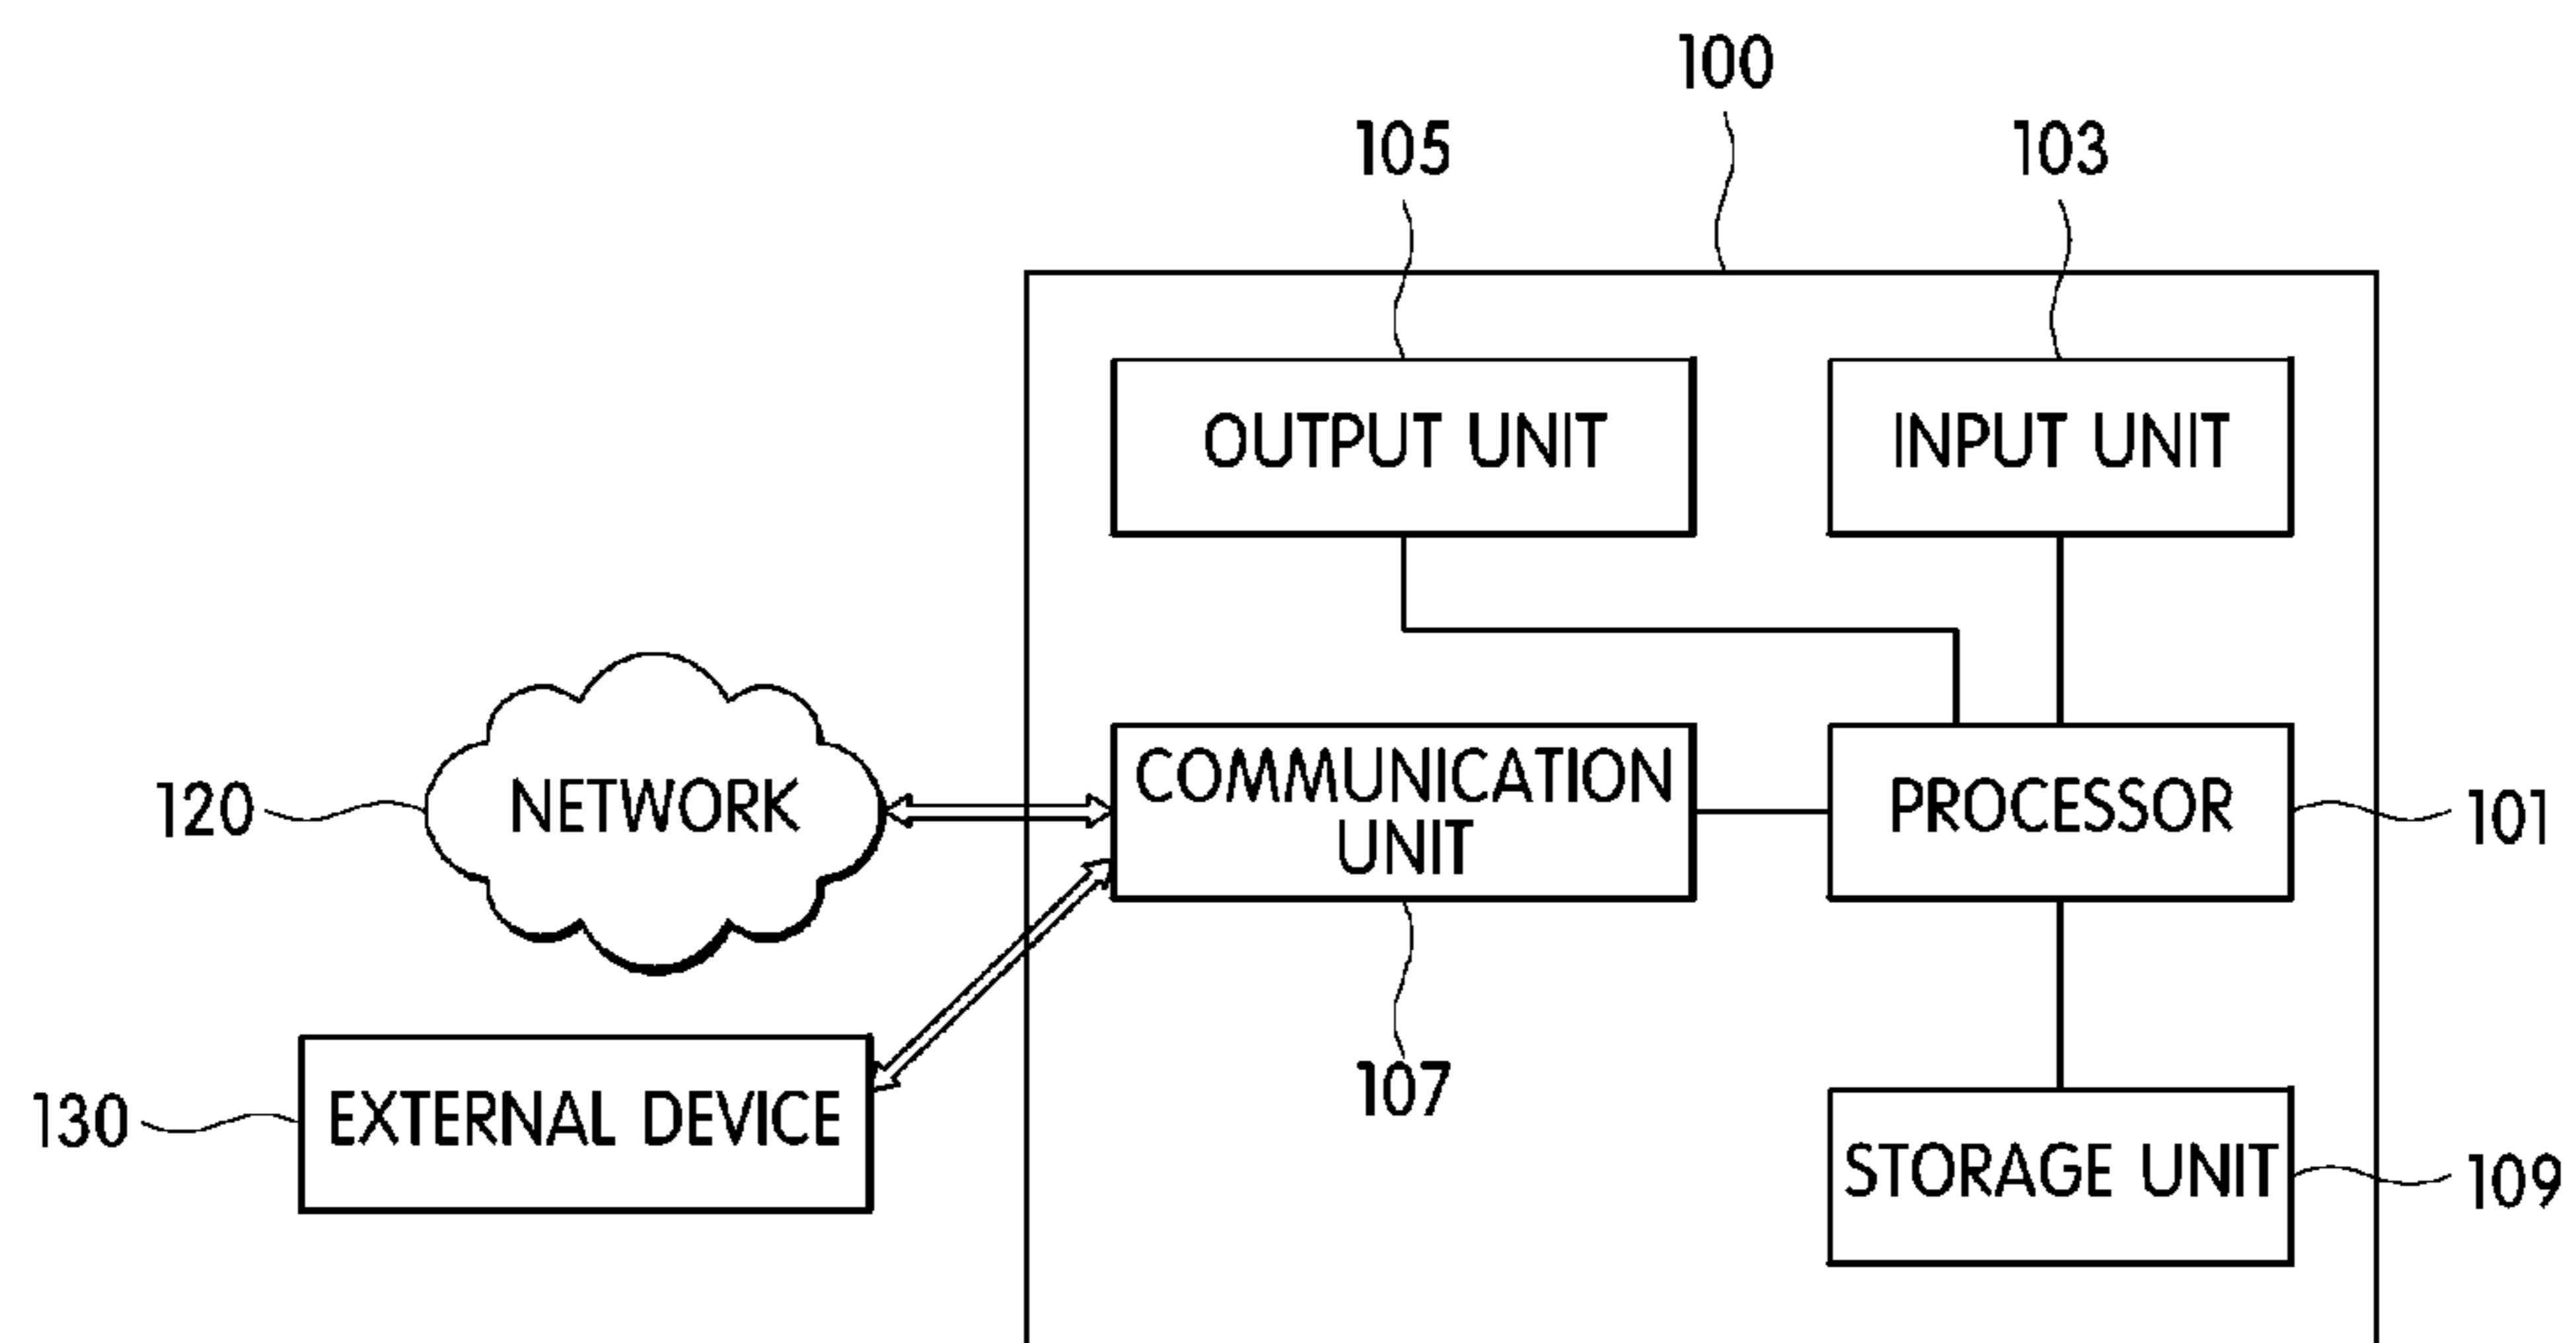 100
105
103
OUTPUT UNIT
INPUT UNIT
120
NETWORK
COMMUNICATION
UNIT
PROCESSOR
101
107
130
EXTERNAL DEVICE
STORAGE UNIT
109